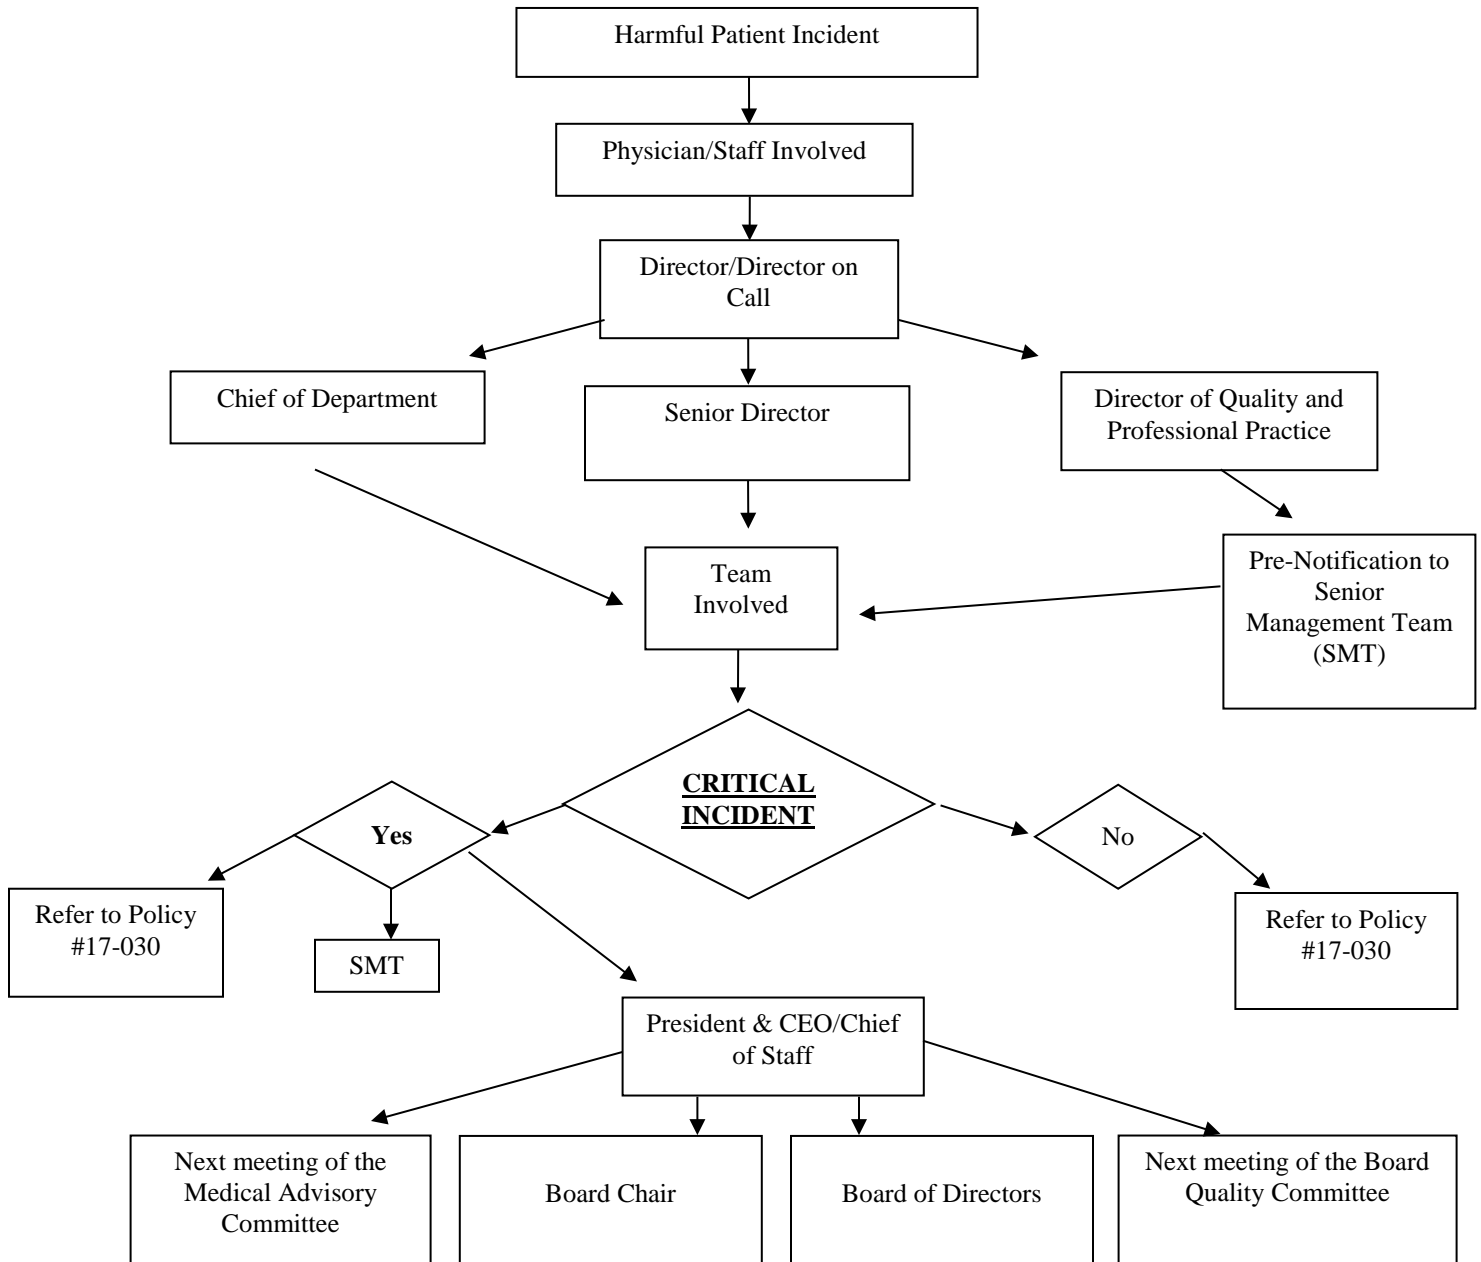 Harmful Patient Incident
Physician/Staff Involved
Director/Director on
Call
Chief of Department
Senior Director
Director of Quality and
Professional Practice
Team
Involved
Pre-Notification to
Senior
Management Team
(SMT)
CRITICAL
INCIDENT
Yes
No
Refer to Policy
#17-030
SMT
Refer to Policy
#17-030
President & CEO/Chief
of Staff
Next meeting of the
Medical Advisory
Committee
Board Chair
Board of Directors
Next meeting of the Board
Quality Committee